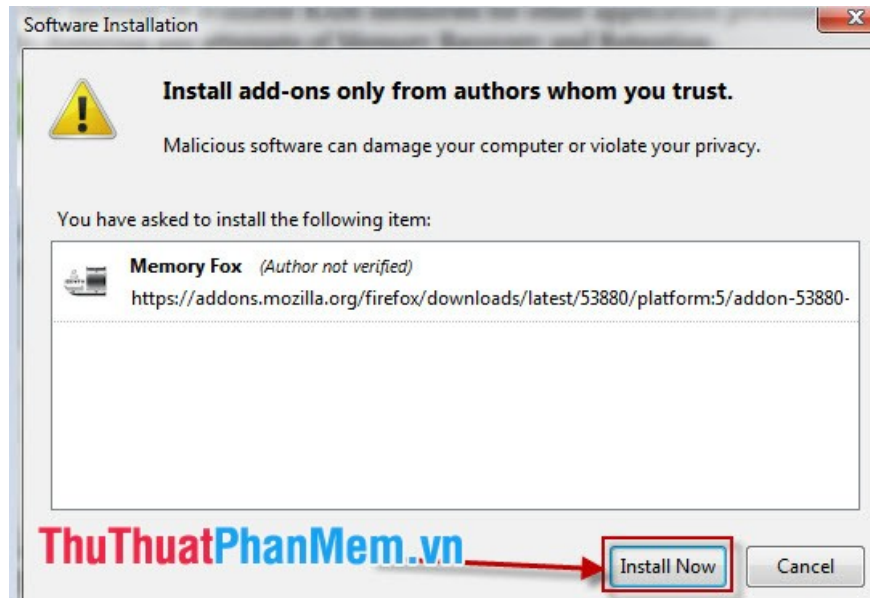 Software Installation
Install add-ons only from authors whom you trust.
Malicious software can damage your computer or violate your privacy.
You have asked to install the following item:
Memory Fox (Author not verified)
https://addons.mozilla.org/firefox/downloads/latest/53880/platform:5/addon-53880-
ThuThuatPhanMem.vn
Install Now Cancel